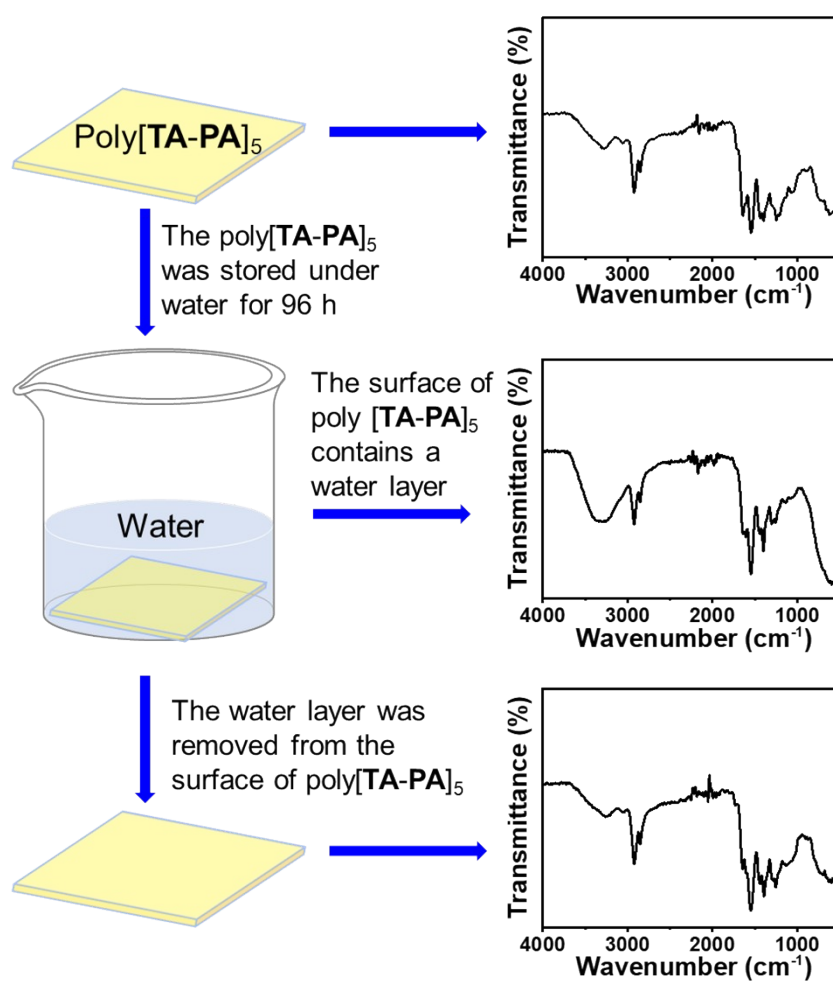 Poly[TA-PA]5
Transmittance (%)
4000 3000 2000 1000
Wavenumber (cm-1)
The poly[TA-PA]5
was stored under
water for 96 h
Water
The surface of
poly [TA-PA]5
contains a
water layer
Transmittance (%)
4000 3000 2000 1000
Wavenumber (cm-1)
The water layer was
removed from the
surface of poly[TA-PA]5
Transmittance (%)
4000 3000 2000 1000
Wavenumber (cm-1)